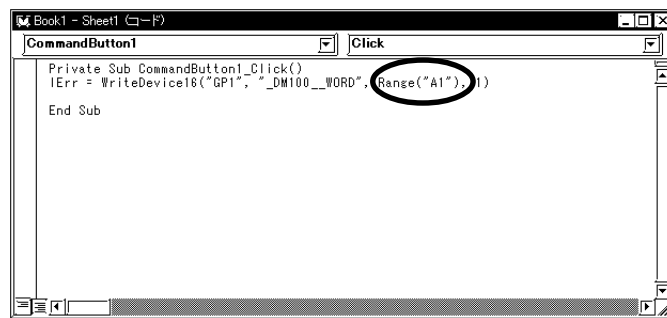 Book1 - Sheet1 (コード)
CommandButton1 Click
Private Sub CommandButton1_Click()
lErr = WriteDevice16("GP1", "_DM100__WORD", Range("A1"), 1)
End Sub